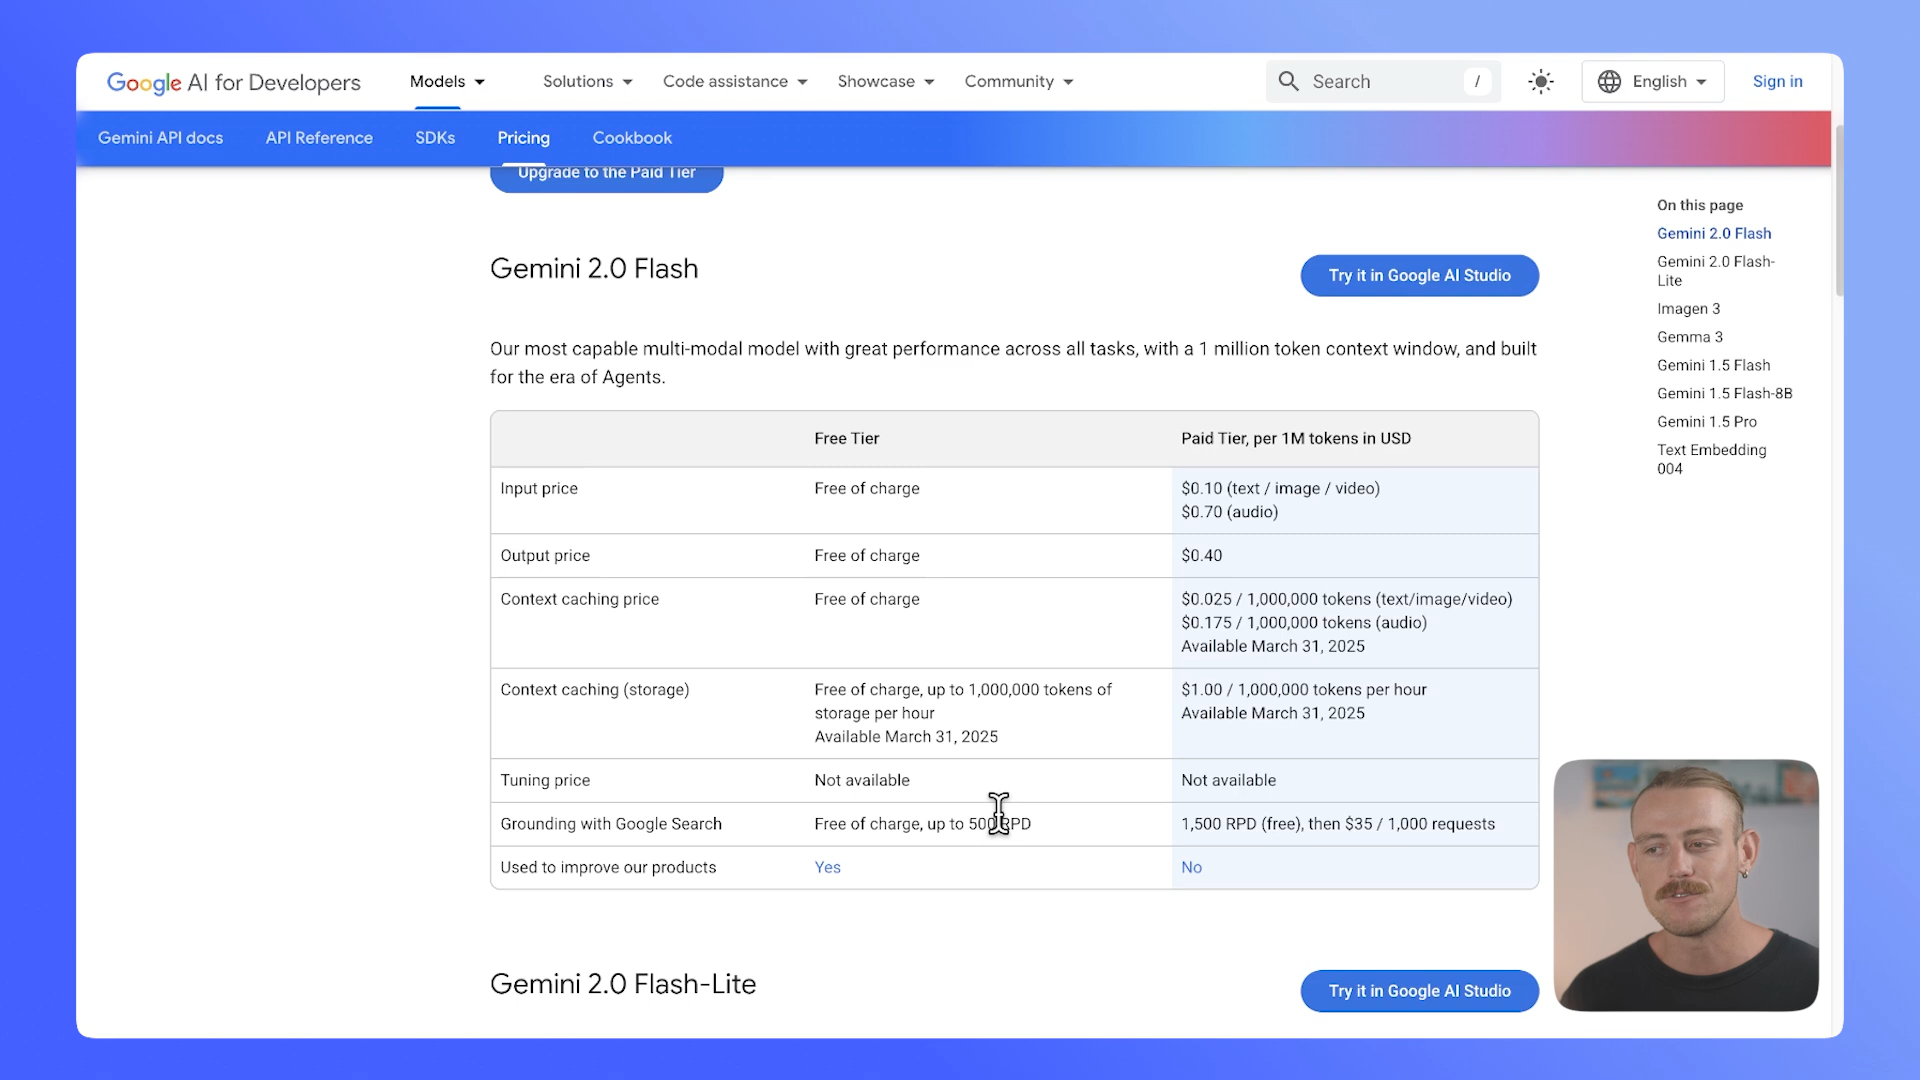 Google AI for Developers
Models
Solutions
Code assistance
Showcase
Community
Search
/
English
Sign in
Gemini API docs
API Reference
SDKs
Pricing
Cookbook
Upgrade to the Paid Tier
Gemini 2.0 Flash
Try it in Google AI Studio
Our most capable multi-modal model with great performance across all tasks, with a 1 million token context window, and built
for the era of Agents.
Free Tier
Paid Tier, per 1M tokens in USD
Input price
Free of charge
$0.10 (text / image / video)
$0.70 (audio)
Output price
Free of charge
$0.40
Context caching price
Free of charge
$0.025 / 1,000,000 tokens (text/image/video)
$0.175 / 1,000,000 tokens (audio)
Available March 31, 2025
Context caching (storage)
Free of charge, up to 1,000,000 tokens of
storage per hour
Available March 31, 2025
$1.00 / 1,000,000 tokens per hour
Available March 31, 2025
Tuning price
Not available
Not available
Grounding with Google Search
Free of charge, up to 500 RPD
1,500 RPD (free), then $35 / 1,000 requests
Used to improve our products
Yes
No
Gemini 2.0 Flash-Lite
Try it in Google AI Studio
On this page
Gemini 2.0 Flash
Gemini 2.0 Flash-
Lite
Imagen 3
Gemma 3
Gemini 1.5 Flash
Gemini 1.5 Flash-8B
Gemini 1.5 Pro
Text Embedding
004